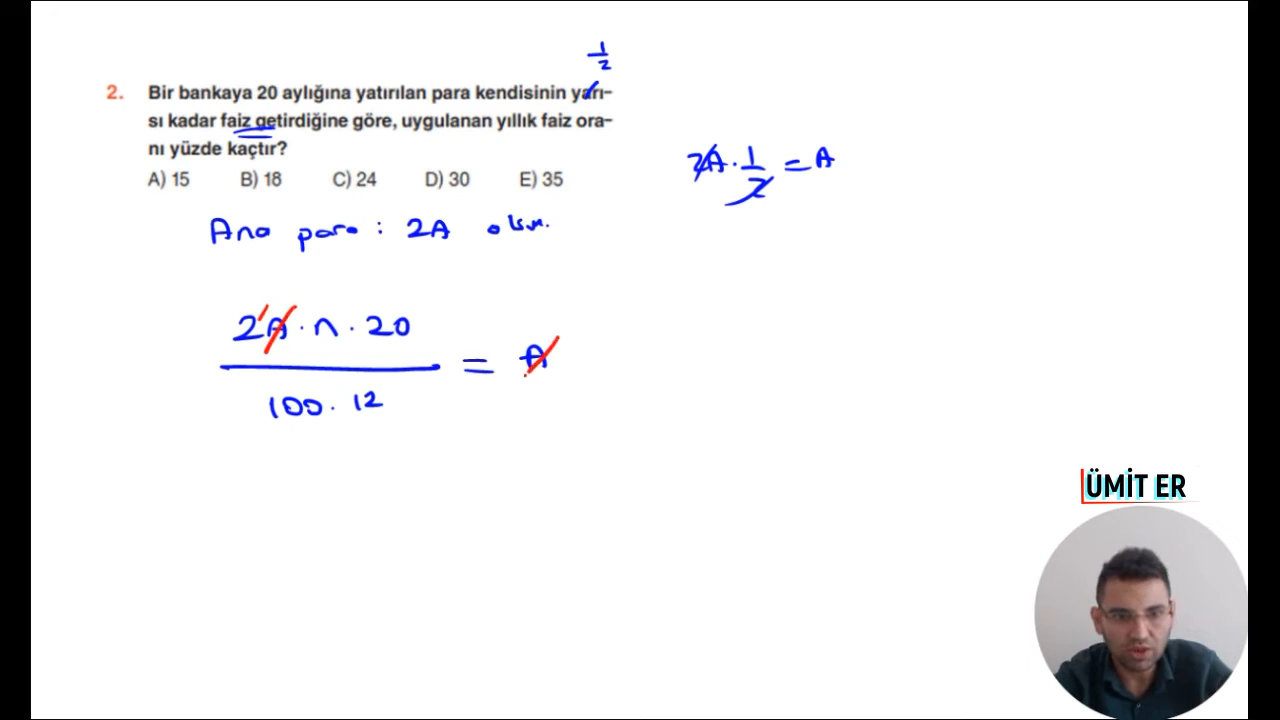 1/2
2. Bir bankaya 20 aylığına yatırılan para kendisinin yarı-
sı kadar faiz getirdiğine göre, uygulanan yıllık faiz ora-
nı yüzde kaçtır?
A) 15 B) 18 C) 24 D) 30 E) 35
2A · 1/2 = A
Ana para : 2A olsun.
2A · n · 20 / 100 · 12 = A
ÜMİT ER